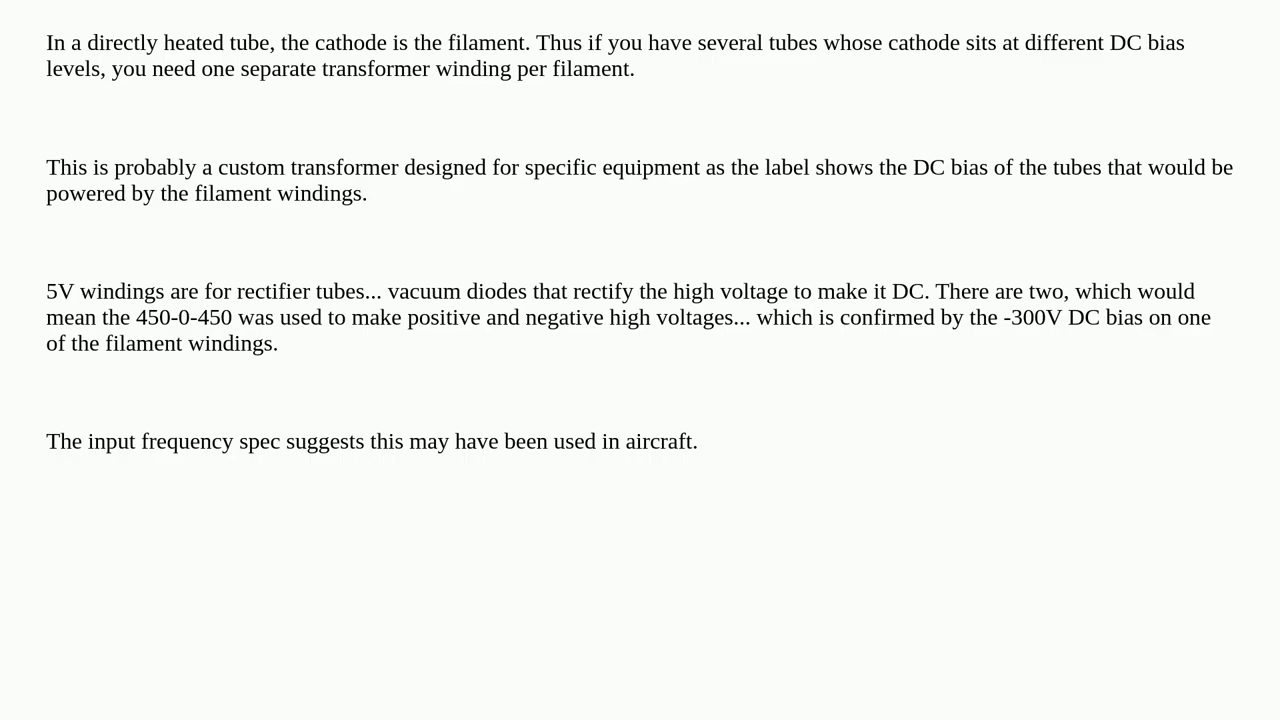 In a directly heated tube, the cathode is the filament. Thus if you have several tubes whose cathode sits at different DC bias
levels, you need one separate transformer winding per filament.
This is probably a custom transformer designed for specific equipment as the label shows the DC bias of the tubes that would be
powered by the filament windings.
5V windings are for rectifier tubes... vacuum diodes that rectify the high voltage to make it DC. There are two, which would
mean the 450-0-450 was used to make positive and negative high voltages... which is confirmed by the -300V DC bias on one
of the filament windings.
The input frequency spec suggests this may have been used in aircraft.